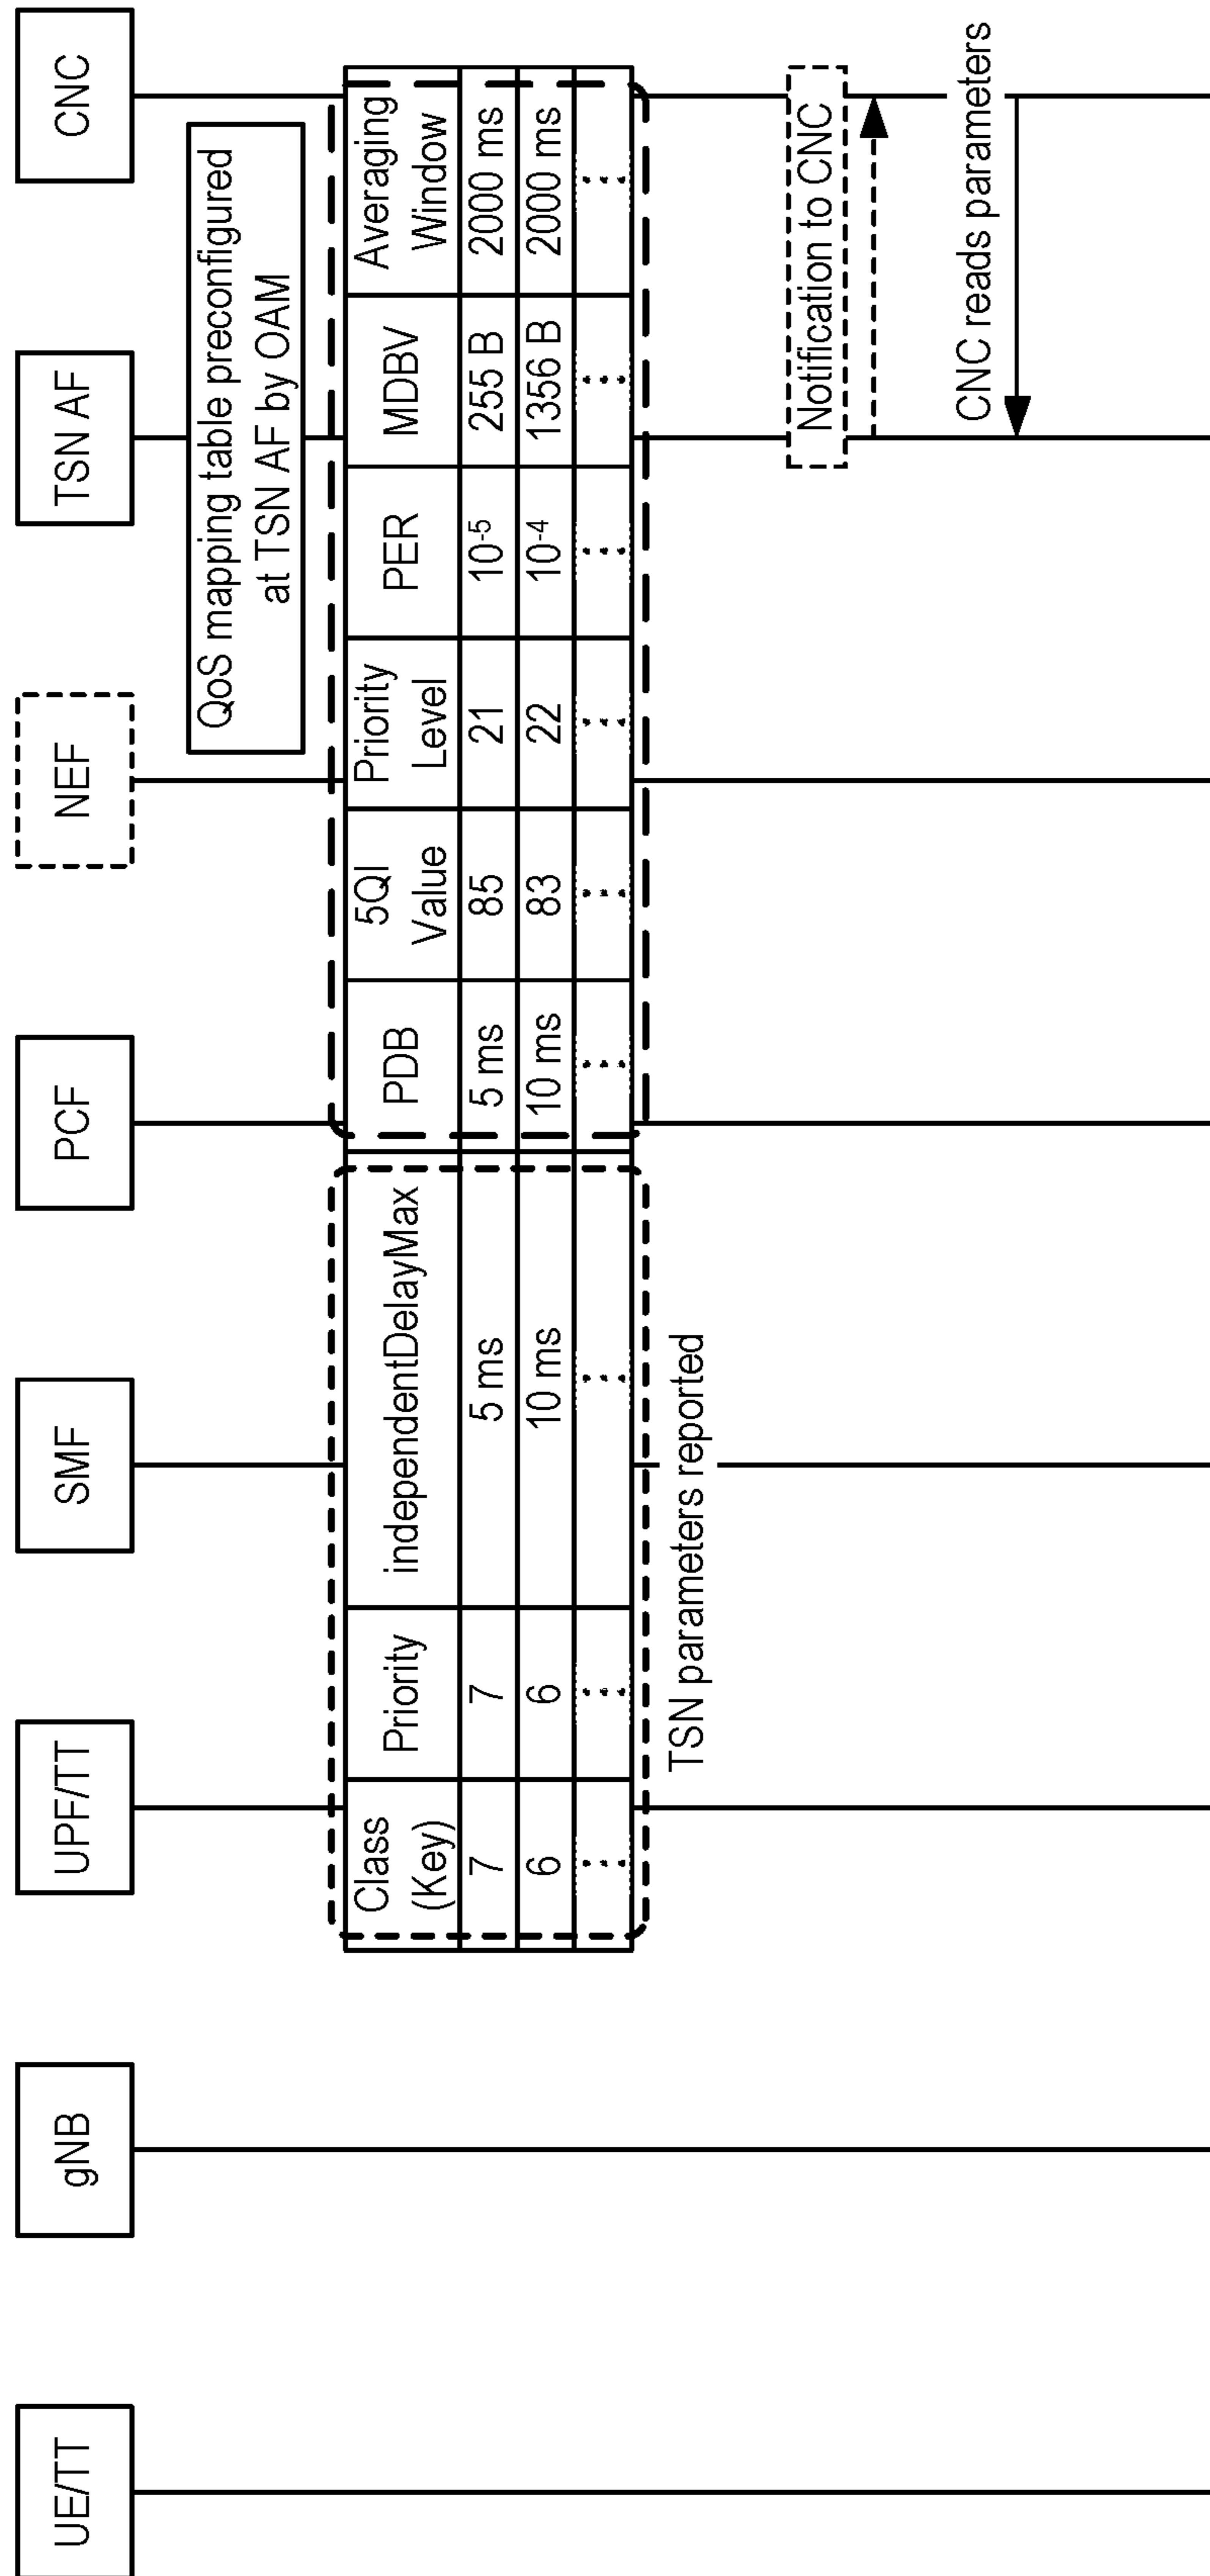 UE/TT
gNB
UPF/TT
SMF
PCF
NEF
TSN AF
CNC
QoS mapping table preconfigured
at TSN AF by OAM
Class
(Key)
Priority
independentDelayMax
PDB
5QI
Value
Priority
Level
PER
MDBV
Averaging
Window
7
7
5 ms
5 ms
85
21
10-5
255 B
2000 ms
6
6
10 ms
10 ms
83
22
10-4
1356 B
2000 ms
TSN parameters reported
Notification to CNC
CNC reads parameters